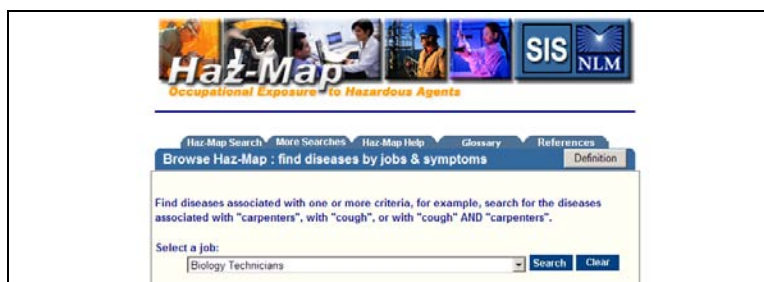 Haz-Map
SIS
NLM
Occupational Exposure to Hazardous Agents
Haz-Map Search More Searches Haz-Map Help Glossary References
Browse Haz-Map : find diseases by jobs & symptoms Definition
Find diseases associated with one or more criteria, for example, search for the diseases
associated with "carpenters", with "cough", or with "cough" AND "carpenters".
Select a job:
Biology Technicians Search Clear